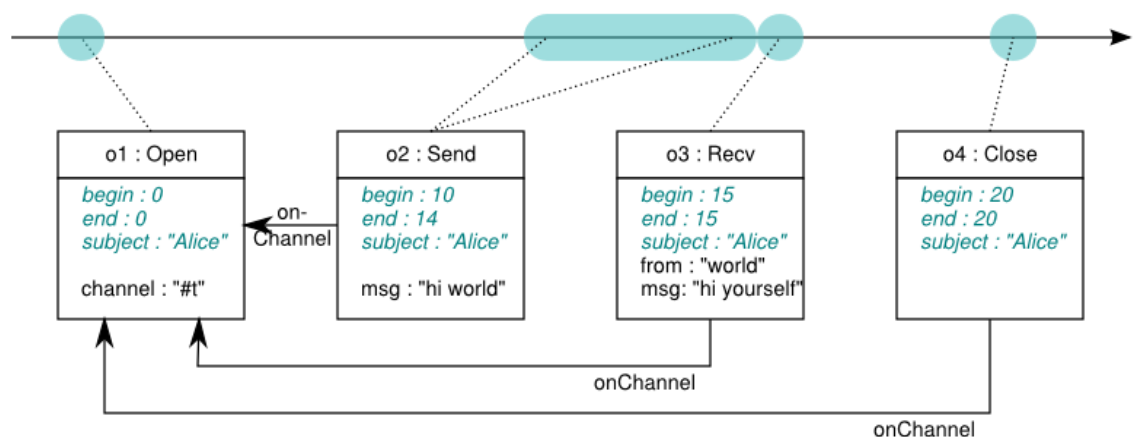 o1 : Open
begin : 0
end : 0
subject : "Alice"
channel : "#t"
on-
Channel
o2 : Send
begin : 10
end : 14
subject : "Alice"
msg : "hi world"
o3 : Recv
begin : 15
end : 15
subject : "Alice"
from : "world"
msg: "hi yourself"
o4 : Close
begin : 20
end : 20
subject : "Alice"
onChannel
onChannel